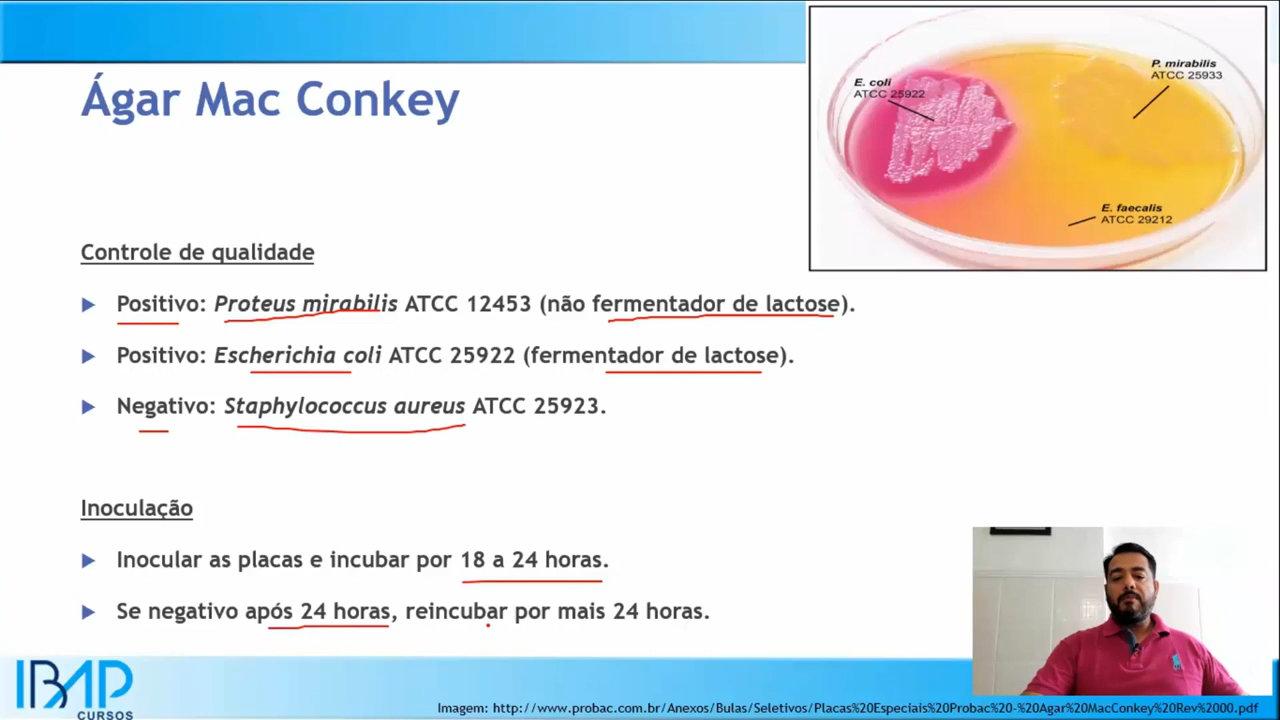 Ágar Mac Conkey
E. coli
ATCC 25922
P. mirabilis
ATCC 25933
E. faecalis
ATCC 29212
Controle de qualidade
Positivo: Proteus mirabilis ATCC 12453 (não fermentador de lactose).
Positivo: Escherichia coli ATCC 25922 (fermentador de lactose).
Negativo: Staphylococcus aureus ATCC 25923.
Inoculação
Inocular as placas e incubar por 18 a 24 horas.
Se negativo após 24 horas, reincubar por mais 24 horas.
IBAP
CURSOS
Imagem: http://www.probac.com.br/Anexos/Bulas/Seletivos/Placas%20Especiais%20Probac%20-%20Agar%20MacConkey%20Rev%2000.pdf